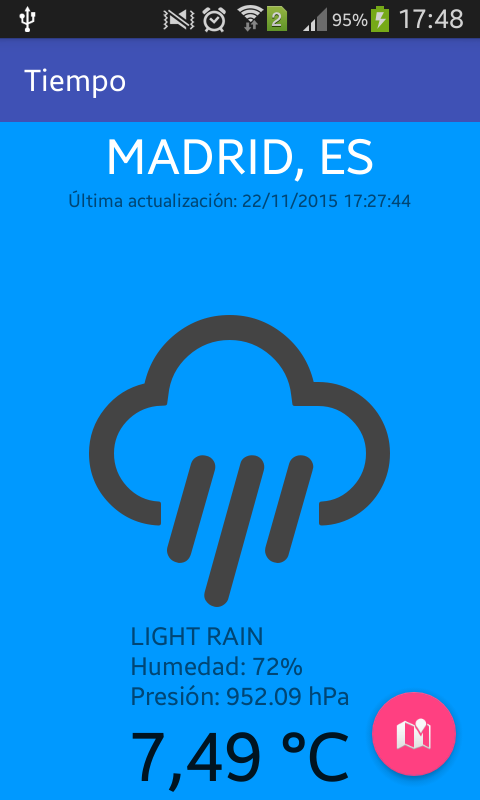 2 95% 17:48
Tiempo
MADRID, ES
Última actualización: 22/11/2015 17:27:44
LIGHT RAIN
Humedad: 72%
Presión: 952.09 hPa
7,49 °C